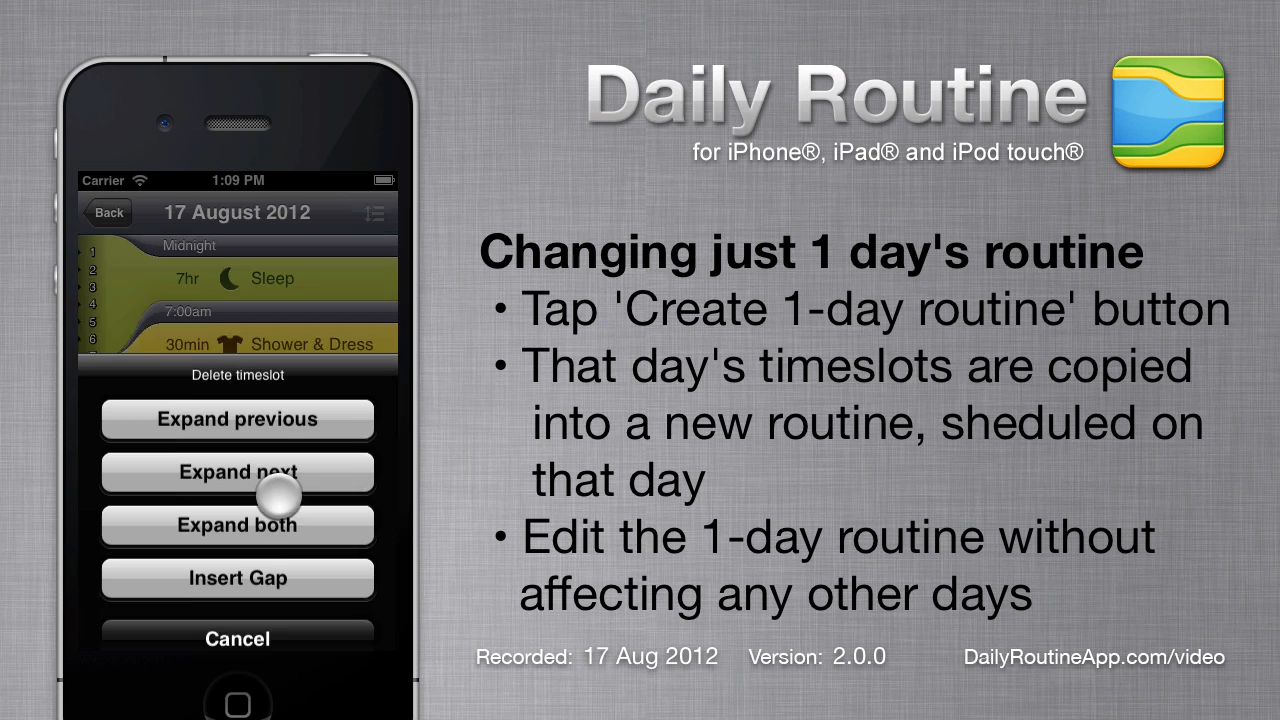 Daily Routine
for iPhone®, iPad® and iPod touch®
Carrier 1:09 PM
Back 17 August 2012
Midnight
1
2
3
4
5
6
7hr Sleep
7:00am
30min Shower & Dress
Delete timeslot
Expand previous
Expand next
Expand both
Insert Gap
Cancel
Changing just 1 day's routine
• Tap 'Create 1-day routine' button
• That day's timeslots are copied
into a new routine, sheduled on
that day
• Edit the 1-day routine without
affecting any other days
Recorded: 17 Aug 2012 Version: 2.0.0 DailyRoutineApp.com/video